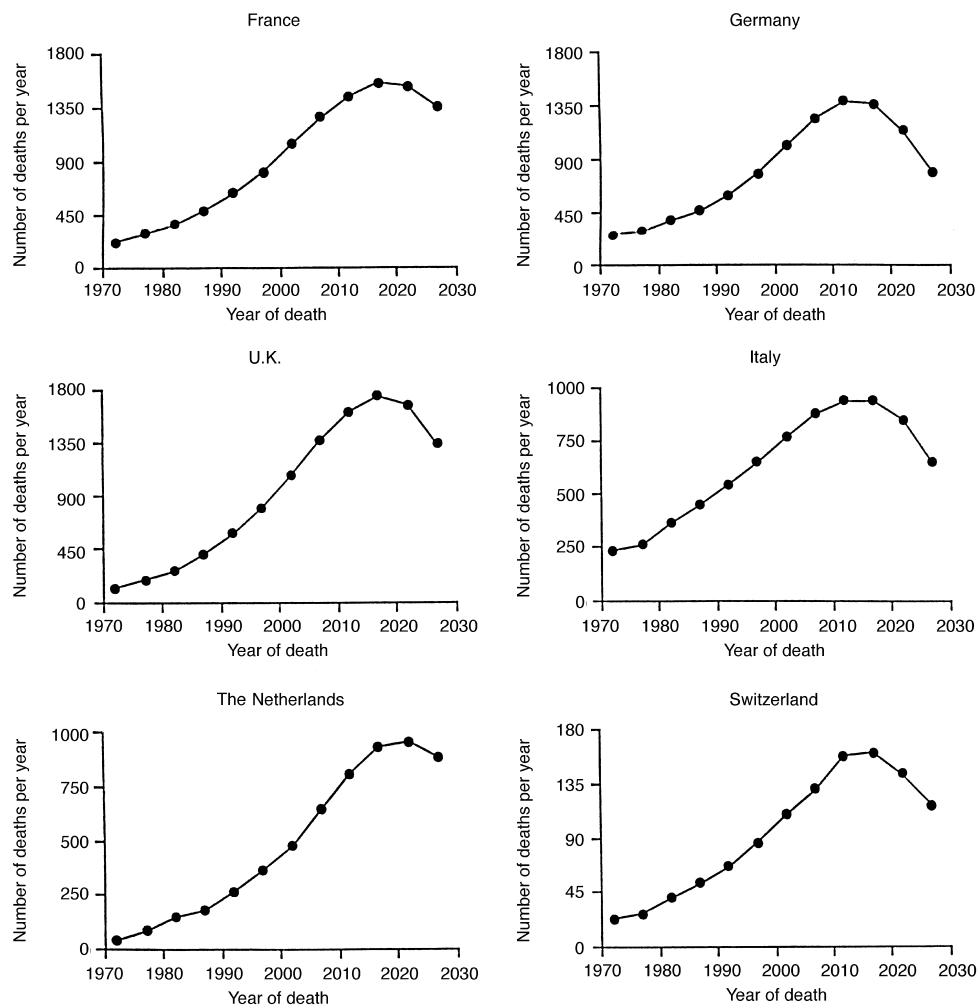 France
Number of deaths per year
1800
1350
900
450
0
1970 1980 1990 2000 2010 2020 2030
Year of death
Germany
Number of deaths per year
1800
1350
900
450
0
1970 1980 1990 2000 2010 2020 2030
Year of death
U.K.
Number of deaths per year
1800
1350
900
450
0
1970 1980 1990 2000 2010 2020 2030
Year of death
Italy
Number of deaths per year
1000
750
500
250
0
1970 1980 1990 2000 2010 2020 2030
Year of death
The Netherlands
Number of deaths per year
1000
750
500
250
0
1970 1980 1990 2000 2010 2020 2030
Year of death
Switzerland
Number of deaths per year
180
135
90
45
0
1970 1980 1990 2000 2010 2020 2030
Year of death